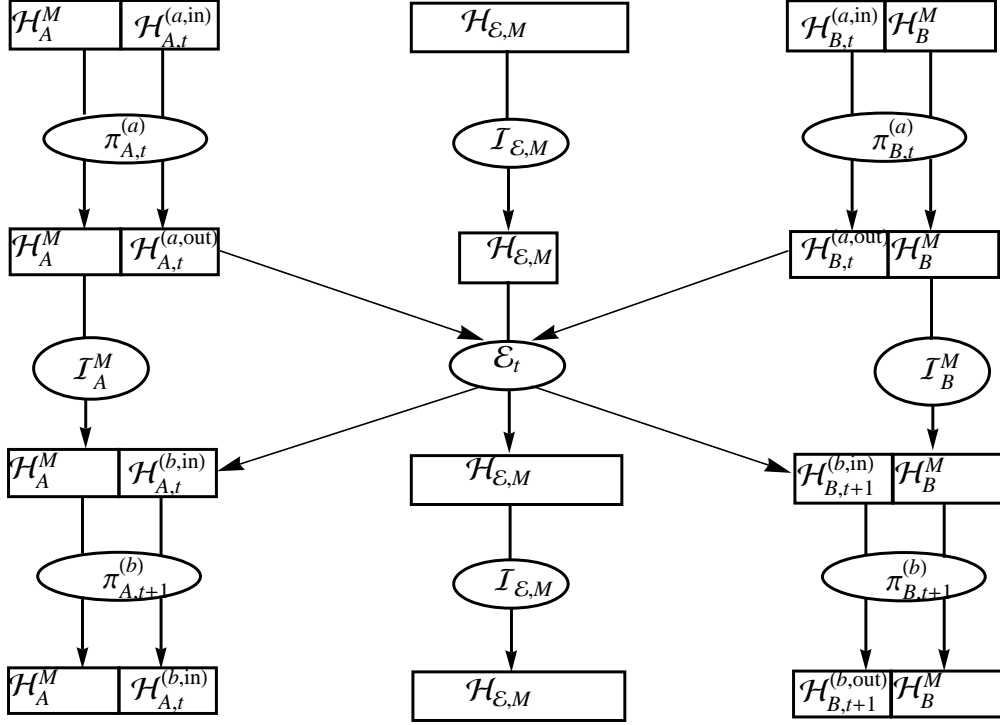 ℋ_A^M ℋ_{A,t}^{(a,in)} ℋ_{ℰ,M} ℋ_{B,t}^{(a,in)} ℋ_B^M
π_{A,t}^{(a)} ℐ_{ℰ,M} π_{B,t}^{(a)}
ℋ_A^M ℋ_{A,t}^{(a,out)} ℋ_{ℰ,M} ℋ_{B,t}^{(a,out)} ℋ_B^M
ℐ_A^M ℰ_t ℐ_B^M
ℋ_A^M ℋ_{A,t}^{(b,in)} ℋ_{ℰ,M} ℋ_{B,t+1}^{(b,in)} ℋ_B^M
π_{A,t+1}^{(b)} ℐ_{ℰ,M} π_{B,t+1}^{(b)}
ℋ_A^M ℋ_{A,t}^{(b,in)} ℋ_{ℰ,M} ℋ_{B,t+1}^{(b,out)} ℋ_B^M